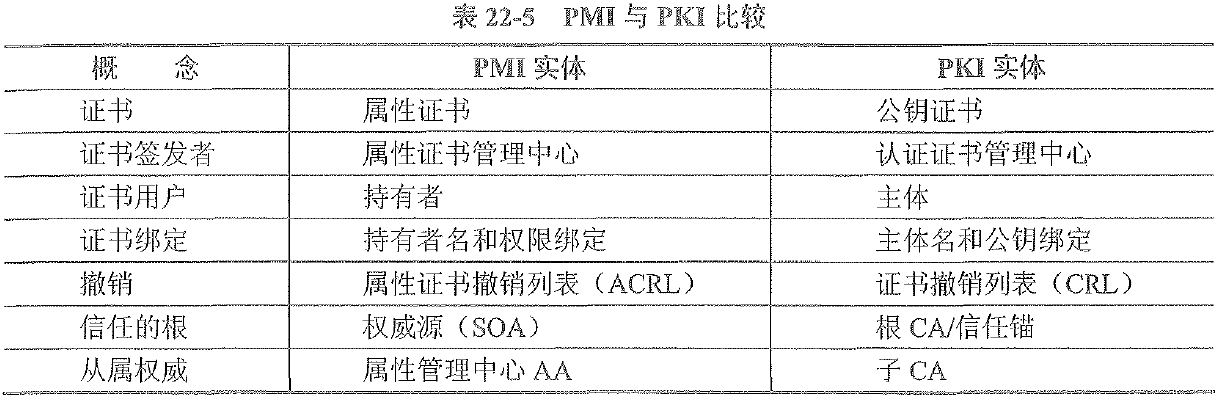 表 22-5 PMI 与 PKI 比较
概 念 PMI 实体 PKI 实体
证书 属性证书 公钥证书
证书签发者 属性证书管理中心 认证证书管理中心
证书用户 持有者 主体
证书绑定 持有者名和权限绑定 主体名和公钥绑定
撤销 属性证书撤销列表（ACRL） 证书撤销列表（CRL）
信任的根 权威源（SOA） 根 CA/信任锚
从属权威 属性管理中心 AA 子 CA